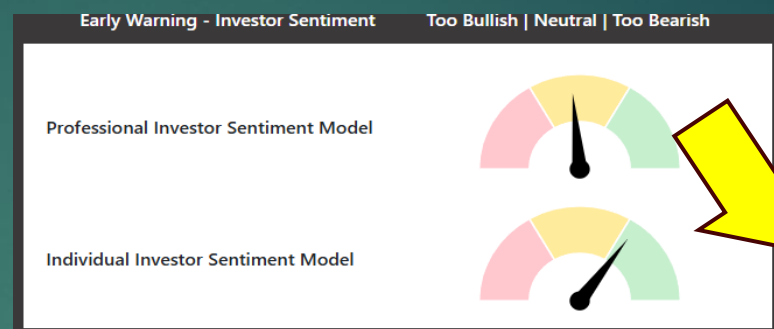 Early Warning - Investor Sentiment Too Bullish | Neutral | Too Bearish
Professional Investor Sentiment Model
Individual Investor Sentiment Model